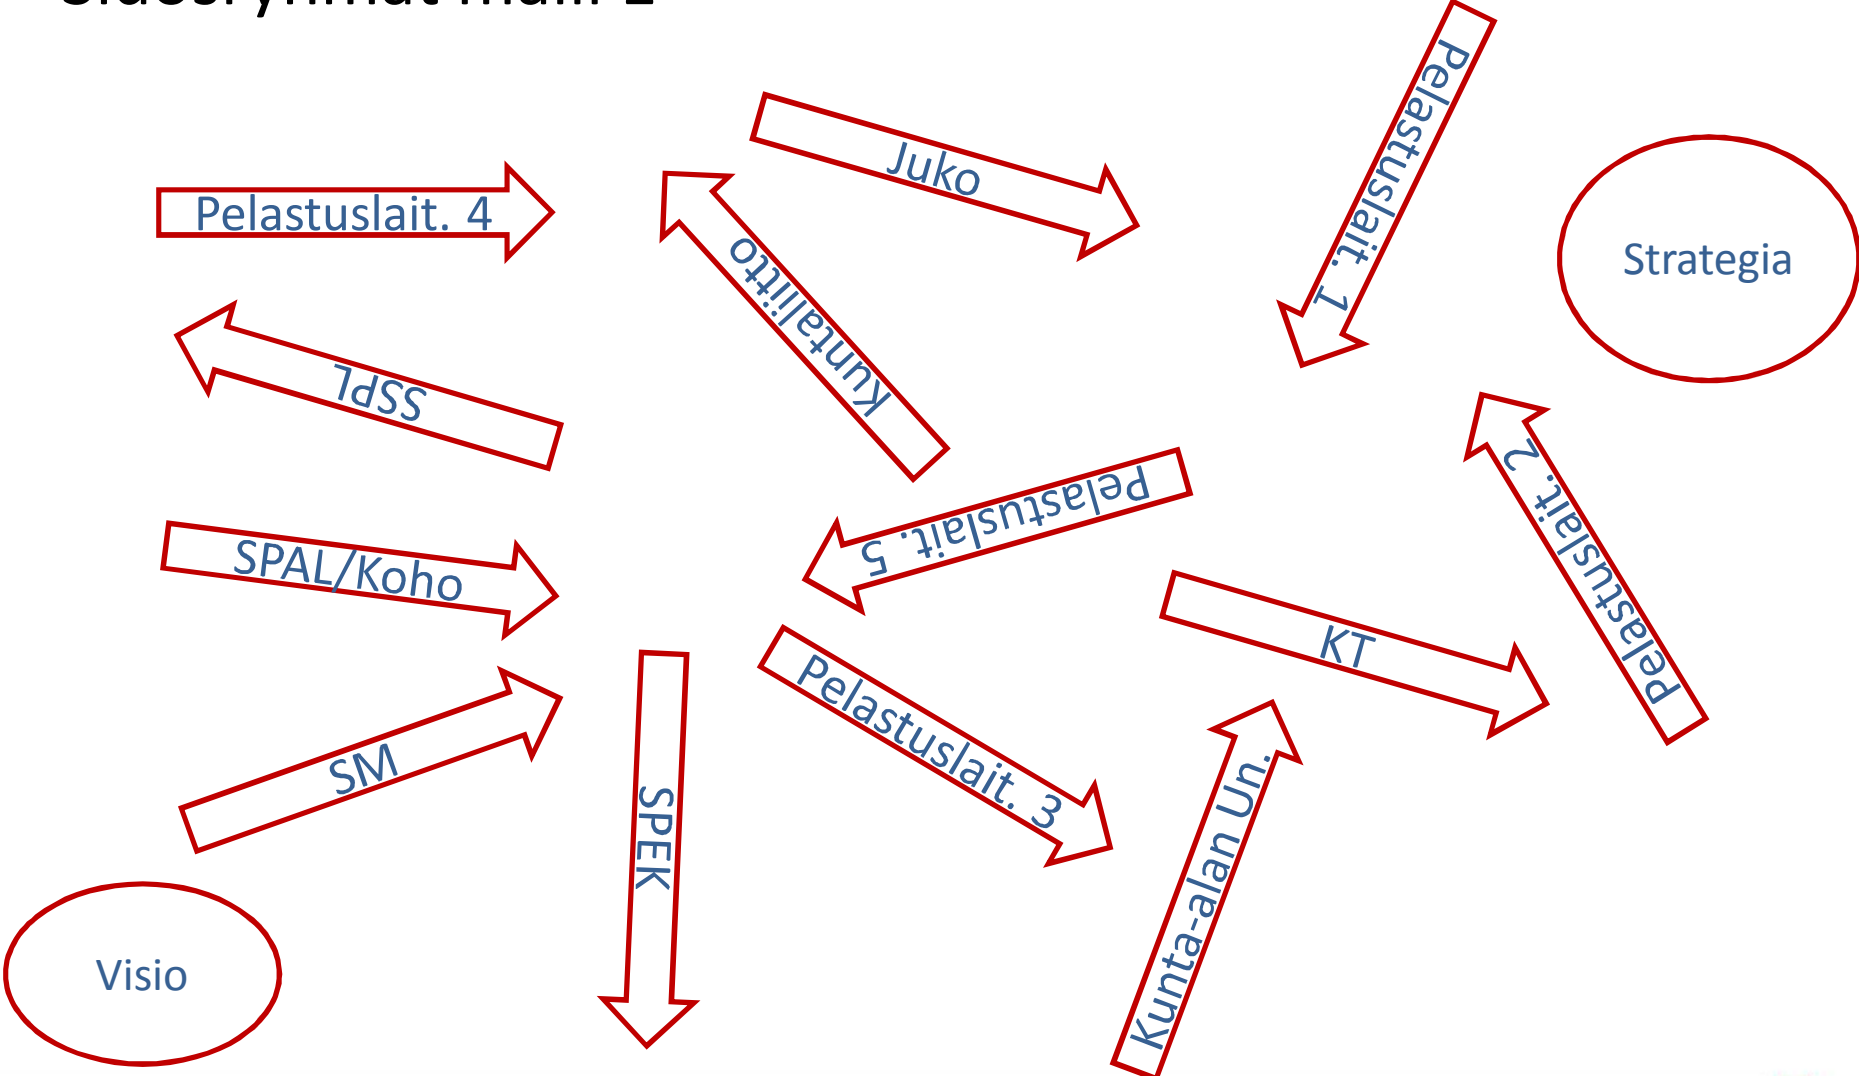 Pelastuslait. 1
Juko
Pelastuslait. 4
Kuntaliitto
Strategia
SSPL
Pelastuslait. 5
Pelastuslait. 2
SPAL/Koho
KT
Pelastuslait. 3
SM
SPEK
Kunta-alan Un.
Visio